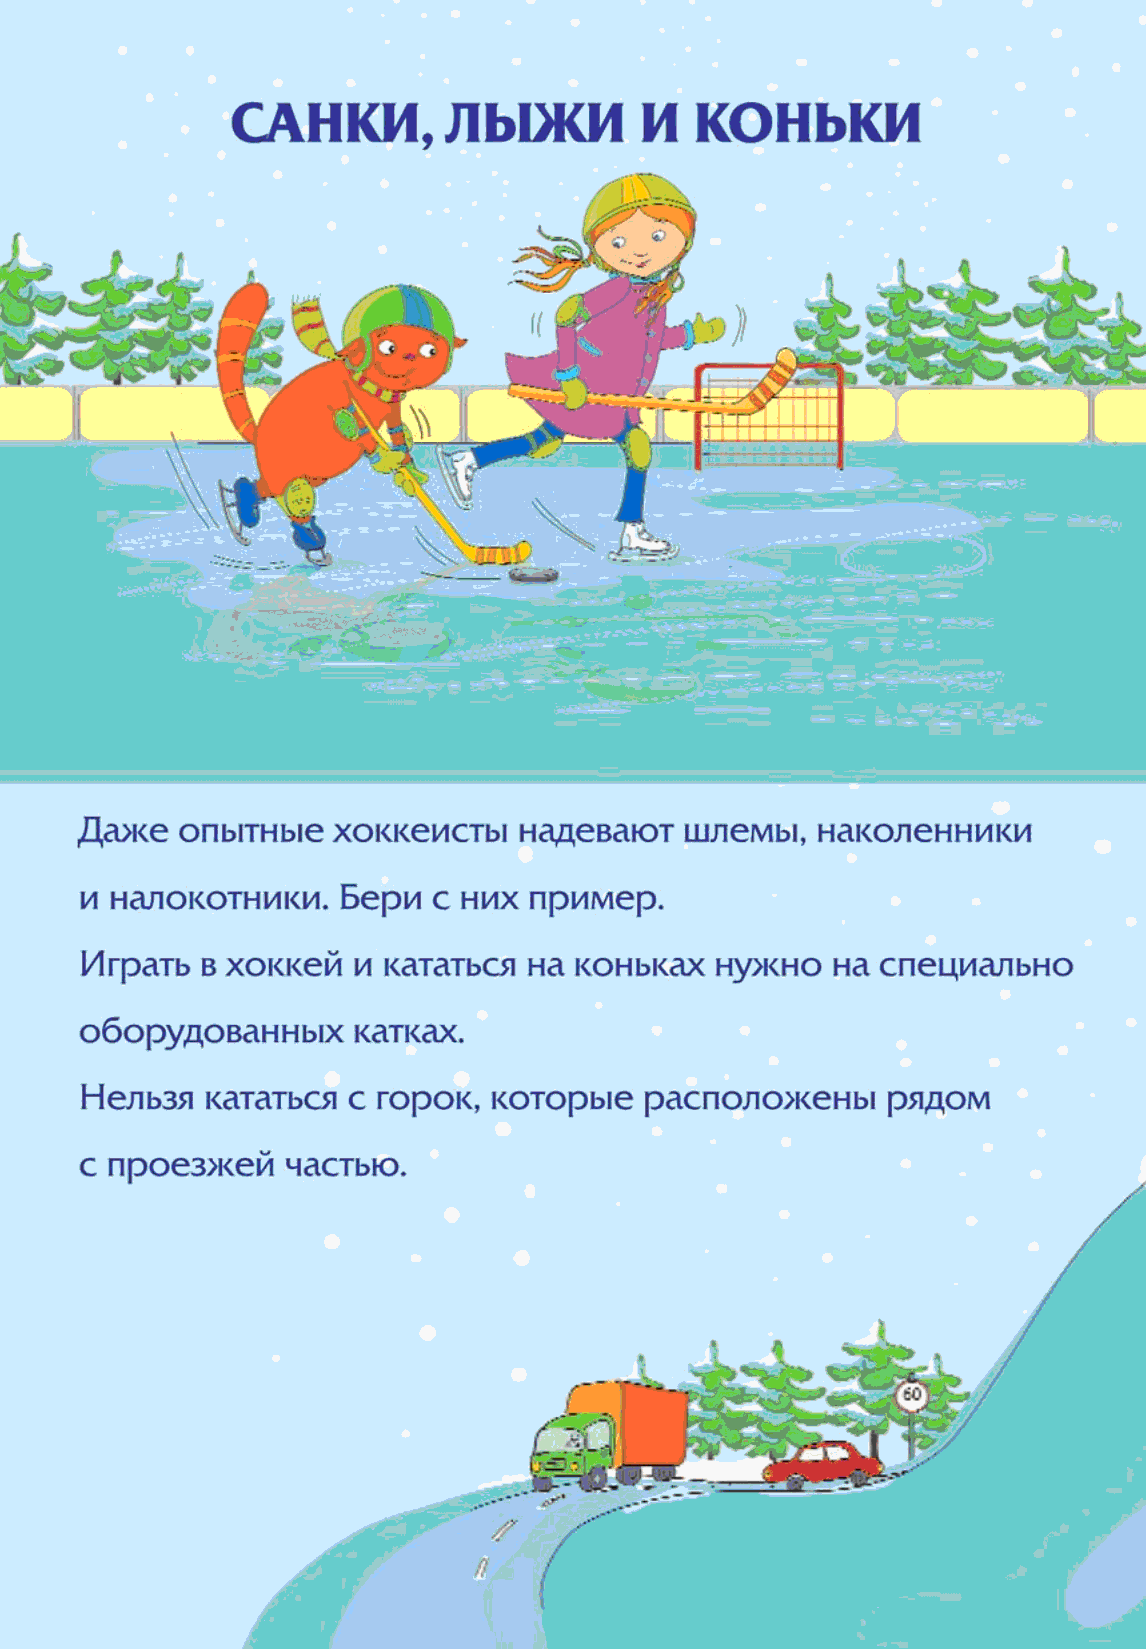 САНКИ, ЛЫЖИ И КОНЬКИ
Даже опытные хоккеисты надевают шлемы, наколенники
и налокотники. Бери с них пример.
Играть в хоккей и кататься на коньках нужно на специально
оборудованных катках.
Нельзя кататься с горок, которые расположены рядом
с проезжей частью.
60